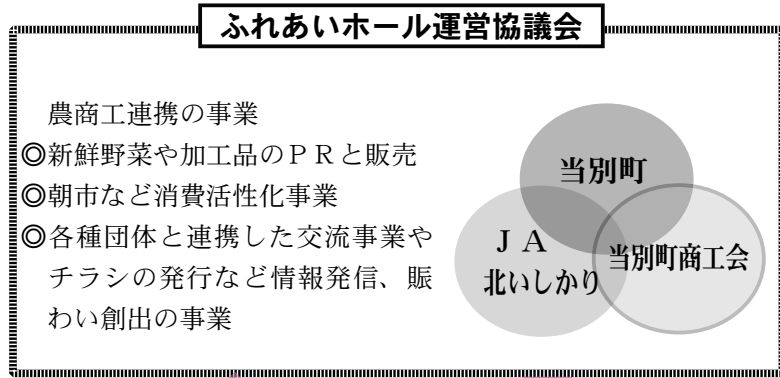 ふれあいホール運営協議会
農商工連携の事業
◎新鮮野菜や加工品のＰＲと販売
◎朝市など消費活性化事業
◎各種団体と連携した交流事業や
チラシの発行など情報発信、賑
わい創出の事業
当別町
ＪＡ
北いしかり
当別町商工会